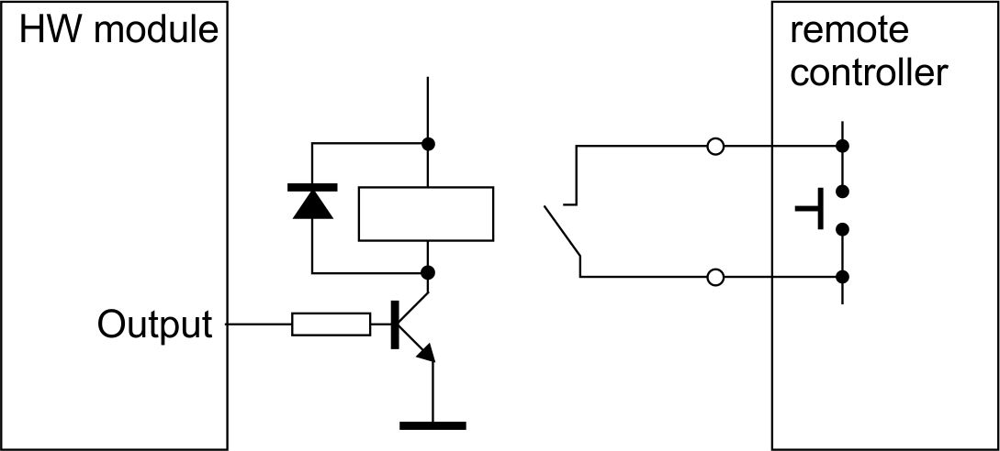 HW module
remote
controller
Output